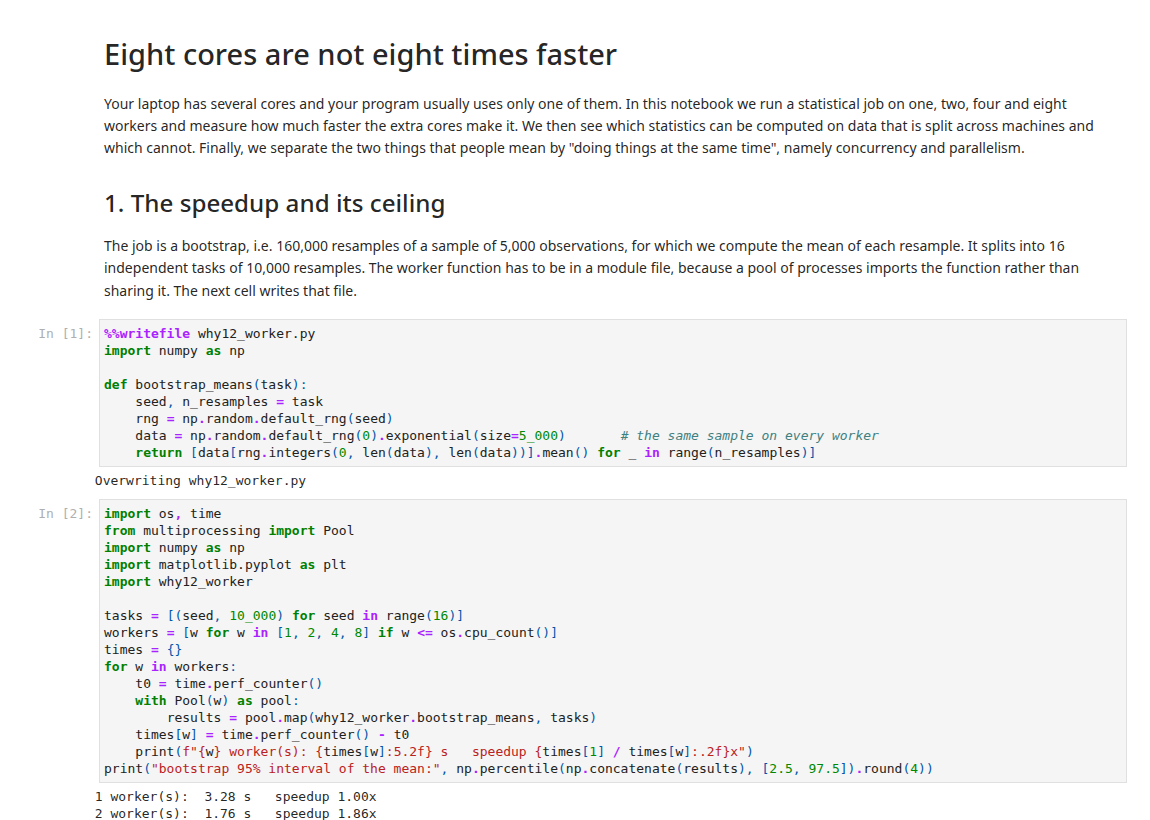 Eight cores are not eight times faster
Your laptop has several cores and your program usually uses only one of them. In this notebook we run a statistical job on one, two, four and eight
workers and measure how much faster the extra cores make it. We then see which statistics can be computed on data that is split across machines and
which cannot. Finally, we separate the two things that people mean by "doing things at the same time", namely concurrency and parallelism.
1. The speedup and its ceiling
The job is a bootstrap, i.e. 160,000 resamples of a sample of 5,000 observations, for which we compute the mean of each resample. It splits into 16
independent tasks of 10,000 resamples. The worker function has to be in a module file, because a pool of processes imports the function rather than
sharing it. The next cell writes that file.
In [1]: %%writefile why12_worker.py
import numpy as np

def bootstrap_means(task):
    seed, n_resamples = task
    rng = np.random.default_rng(seed)
    data = np.random.default_rng(0).exponential(size=5_000)       # the same sample on every worker
    return [data[rng.integers(0, len(data), len(data))].mean() for _ in range(n_resamples)]
Overwriting why12_worker.py
In [2]: import os, time
from multiprocessing import Pool
import numpy as np
import matplotlib.pyplot as plt
import why12_worker

tasks = [(seed, 10_000) for seed in range(16)]
workers = [w for w in [1, 2, 4, 8] if w <= os.cpu_count()]
times = {}
for w in workers:
    t0 = time.perf_counter()
    with Pool(w) as pool:
        results = pool.map(why12_worker.bootstrap_means, tasks)
    times[w] = time.perf_counter() - t0
    print(f"{w} worker(s): {times[w]:5.2f} s   speedup {times[1] / times[w]:.2f}x")
print("bootstrap 95% interval of the mean:", np.percentile(np.concatenate(results), [2.5, 97.5]).round(4))
1 worker(s):  3.28 s   speedup 1.00x
2 worker(s):  1.76 s   speedup 1.86x